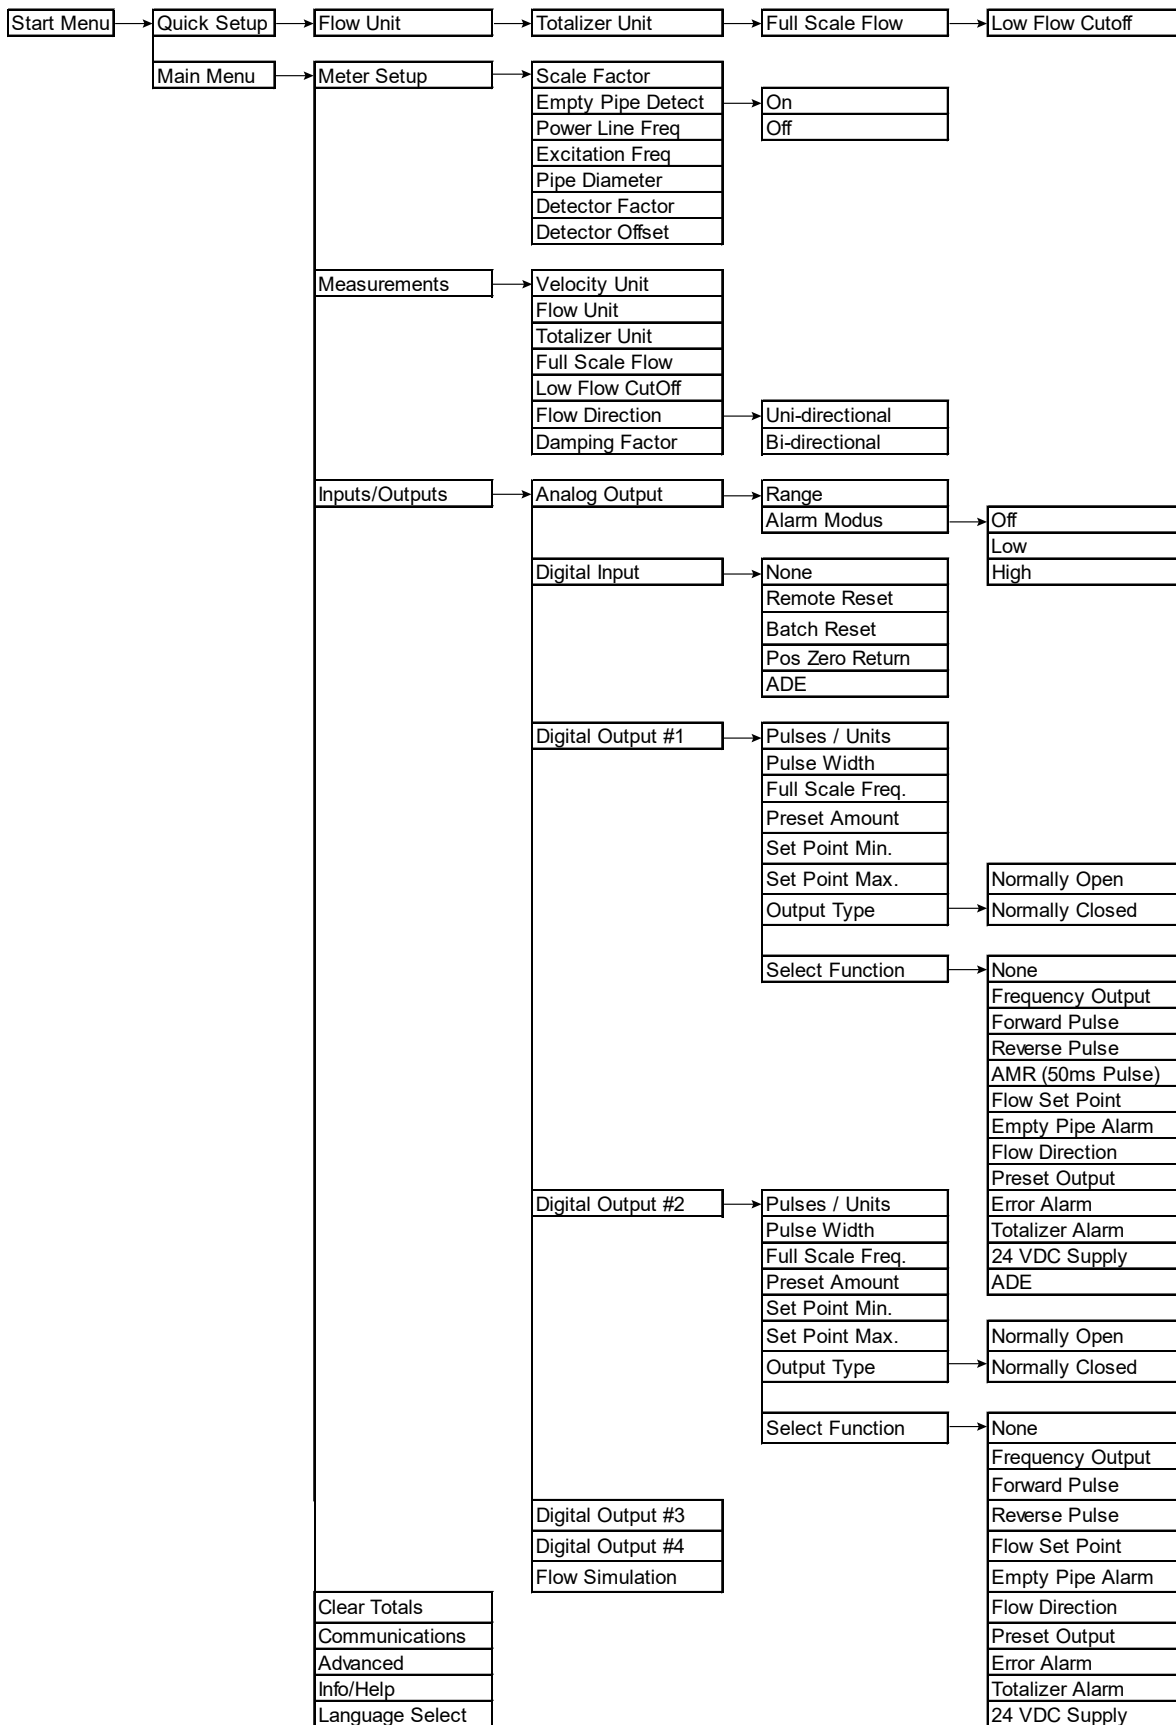 Start Menu
Quick Setup
Flow Unit
Totalizer Unit
Full Scale Flow
Low Flow Cutoff
Main Menu
Meter Setup
Scale Factor
Empty Pipe Detect
On
Power Line Freq
Off
Excitation Freq
Pipe Diameter
Detector Factor
Detector Offset
Measurements
Velocity Unit
Flow Unit
Totalizer Unit
Full Scale Flow
Low Flow CutOff
Flow Direction
Uni-directional
Damping Factor
Bi-directional
Inputs/Outputs
Analog Output
Range
Alarm Modus
Off
Low
High
Digital Input
None
Remote Reset
Batch Reset
Pos Zero Return
ADE
Digital Output #1
Pulses / Units
Pulse Width
Full Scale Freq.
Preset Amount
Set Point Min.
Set Point Max.
Normally Open
Output Type
Normally Closed
Select Function
None
Frequency Output
Forward Pulse
Reverse Pulse
AMR (50ms Pulse)
Flow Set Point
Empty Pipe Alarm
Flow Direction
Preset Output
Error Alarm
Totalizer Alarm
24 VDC Supply
ADE
Digital Output #2
Pulses / Units
Pulse Width
Full Scale Freq.
Preset Amount
Set Point Min.
Set Point Max.
Normally Open
Output Type
Normally Closed
Select Function
None
Frequency Output
Forward Pulse
Reverse Pulse
Flow Set Point
Empty Pipe Alarm
Flow Direction
Preset Output
Error Alarm
Totalizer Alarm
24 VDC Supply
Digital Output #3
Digital Output #4
Flow Simulation
Clear Totals
Communications
Advanced
Info/Help
Language Select